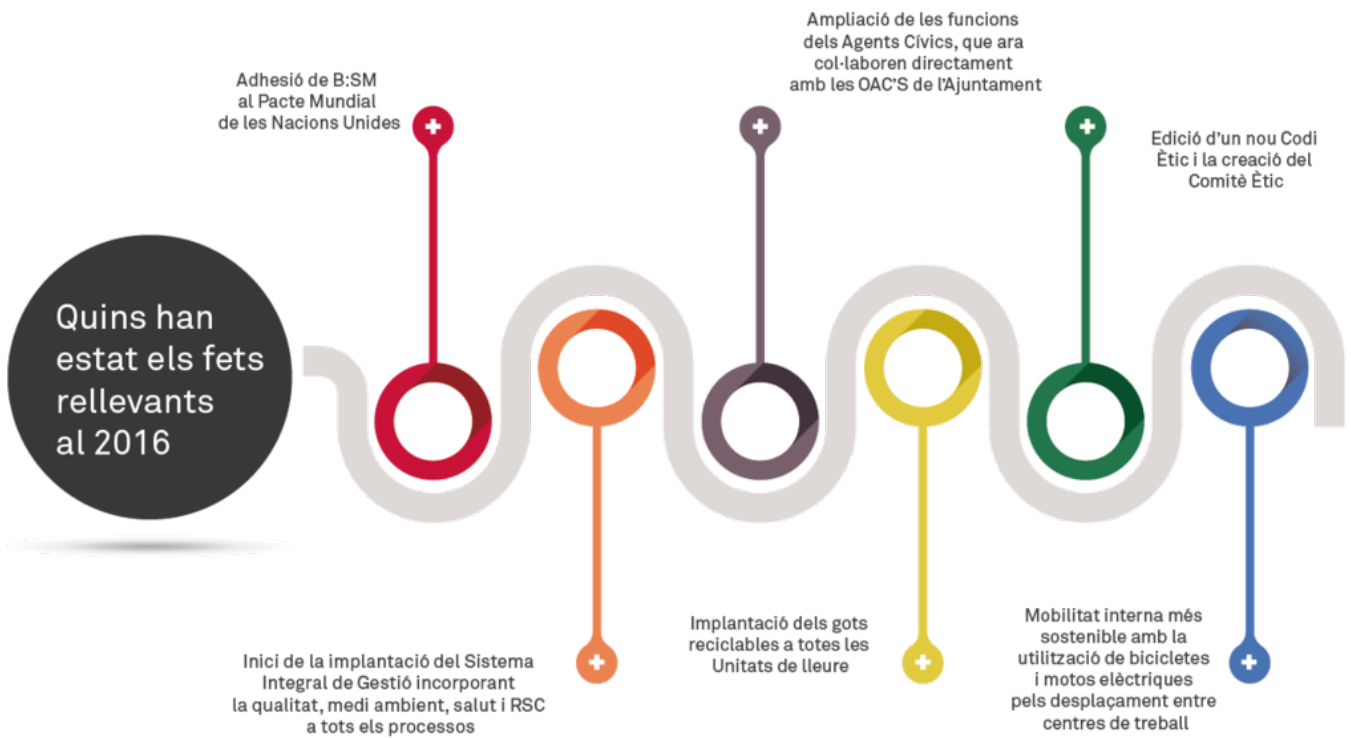 Quins han
estat els fets
rellevants
al 2016
Adhesió de B:SM
al Pacte Mundial
de les Nacions Unides
Inici de la implantació del Sistema
Integral de Gestió incorporant
la qualitat, medi ambient, salut i RSC
a tots els processos
Ampliació de les funcions
dels Agents Cívics, que ara
col·laboren directament
amb les OAC'S de l'Ajuntament
Implantació dels gots
reciclables a totes les
Unitats de lleure
Edició d'un nou Codi
Ètic i la creació del
Comitè Ètic
Mobilitat interna més
sostenible amb la
utilització de bicicletes
i motos elèctriques
pels desplaçament entre
centres de treball